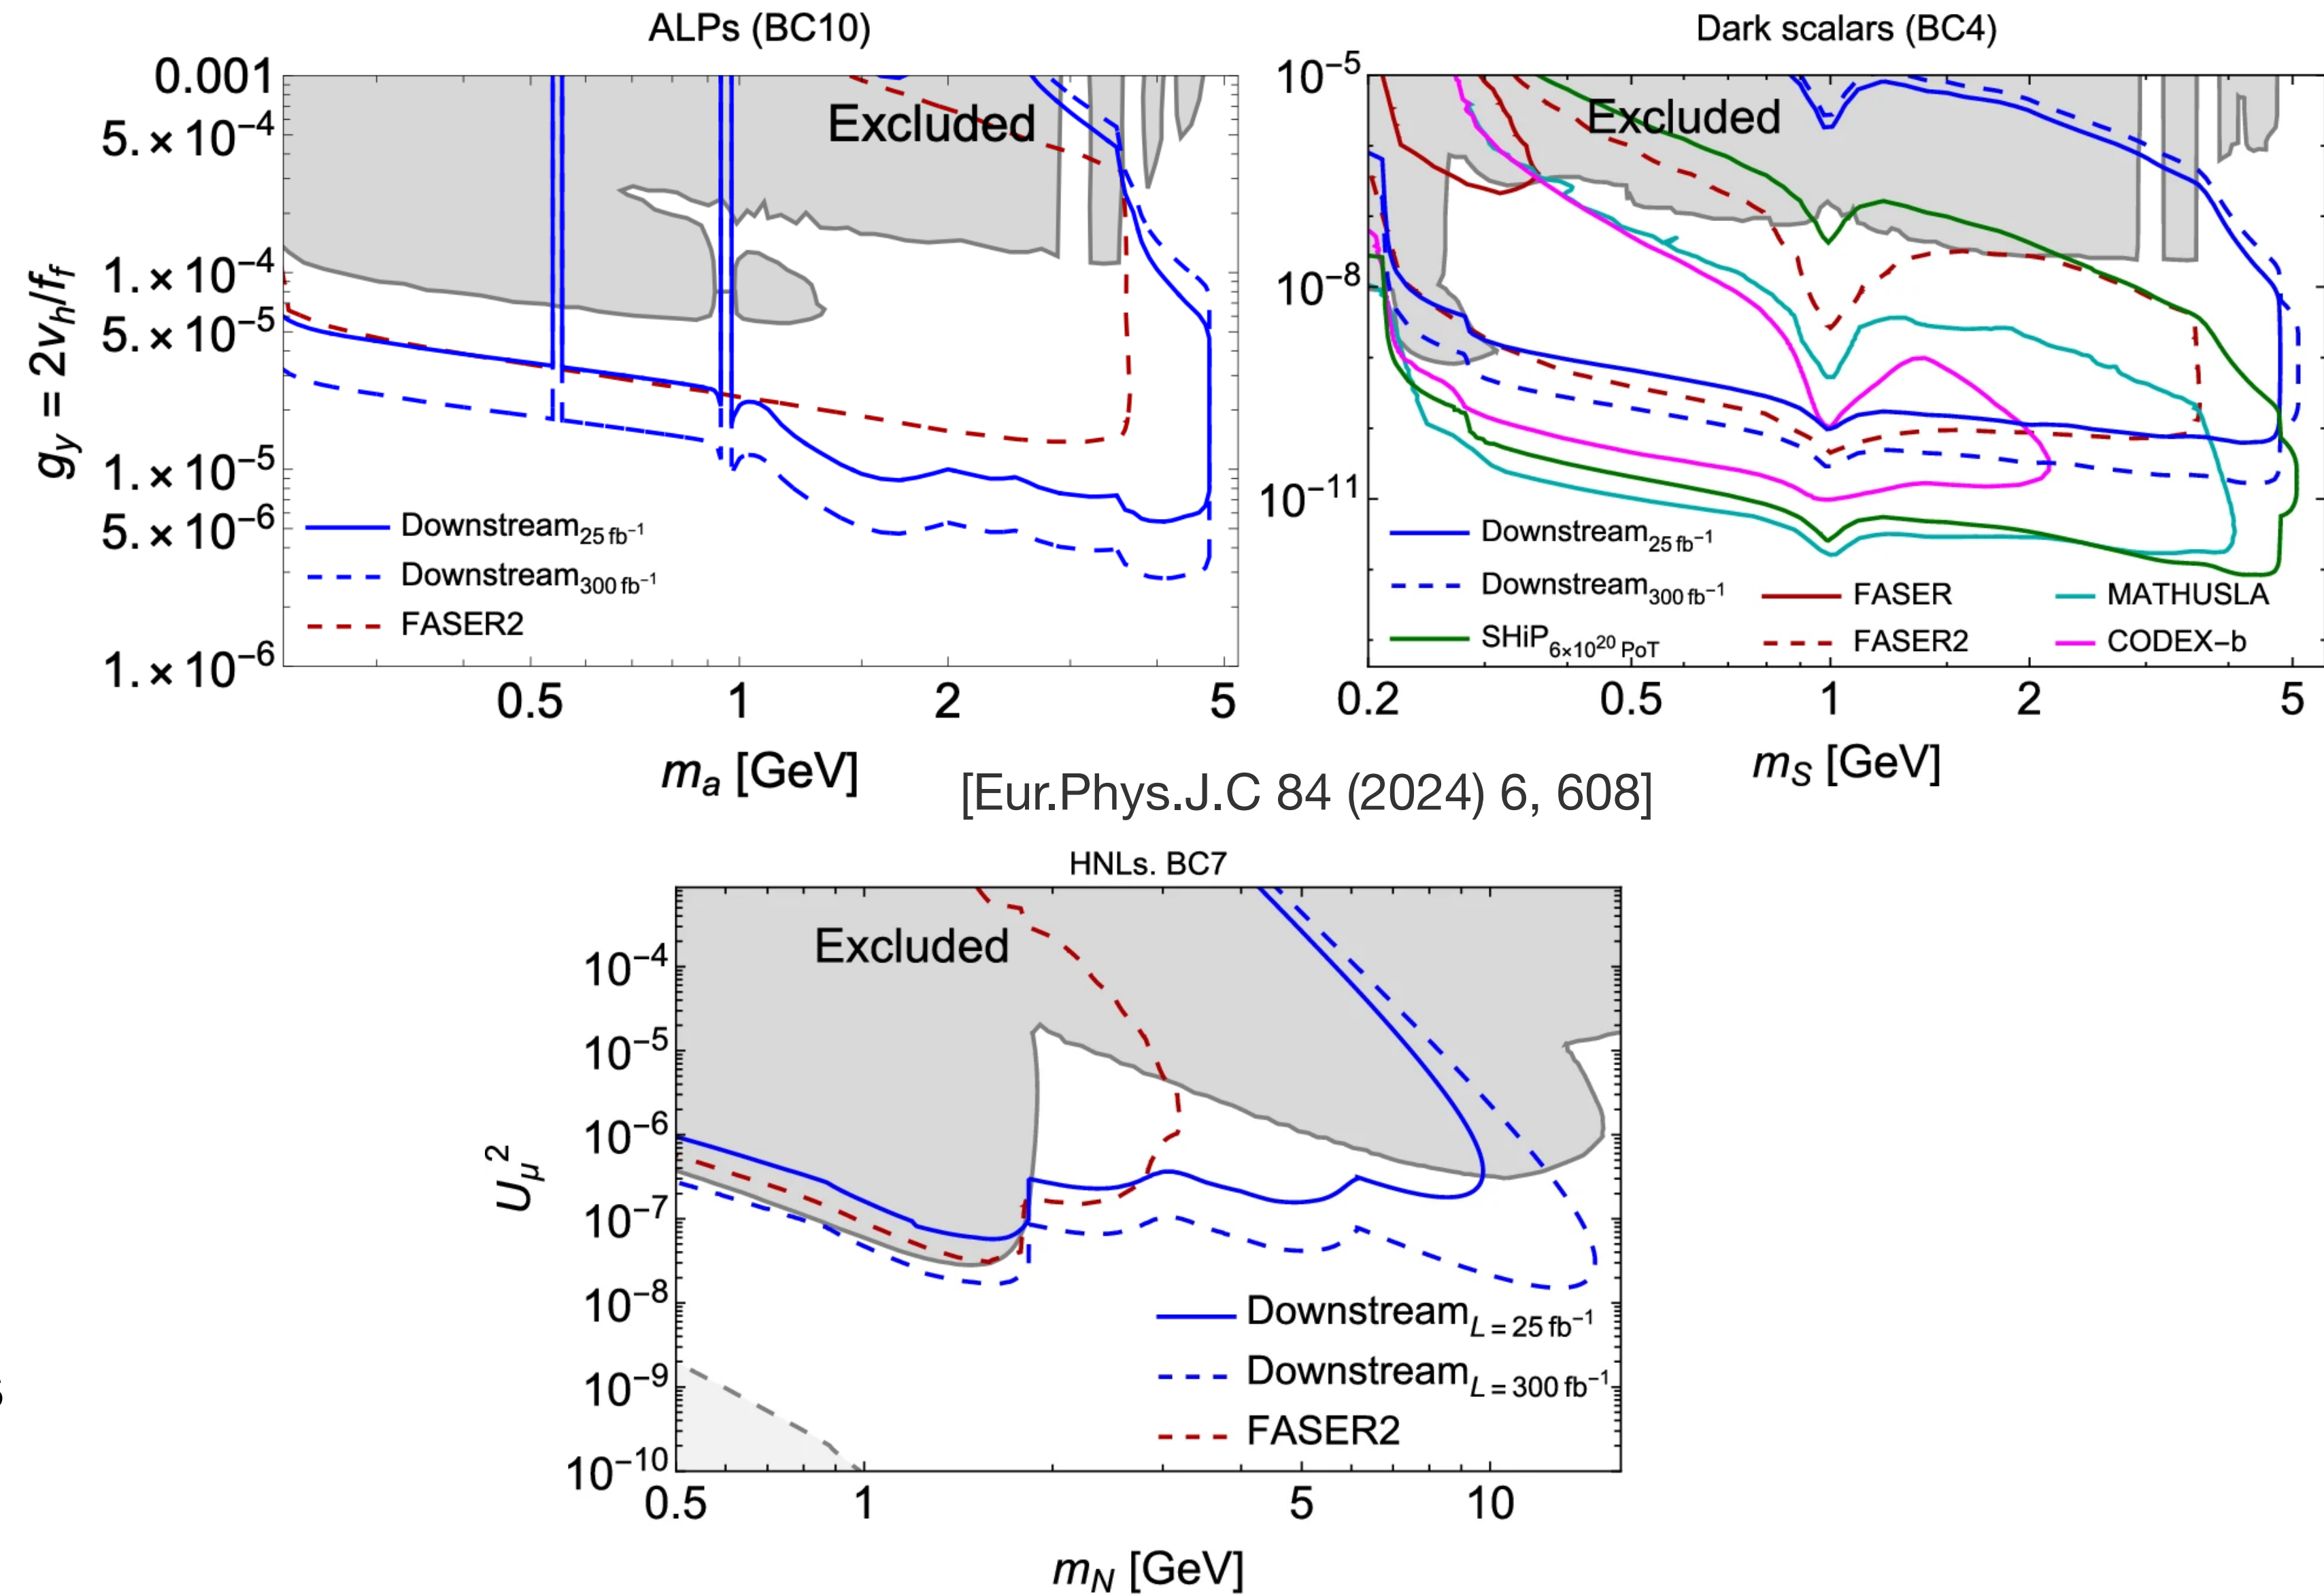 ALPs (BC10)
0.001
5.×10⁻⁴
1.×10⁻⁴
5.×10⁻⁵
1.×10⁻⁵
5.×10⁻⁶
1.×10⁻⁶
g_y = 2v_h/f_f
Excluded
Downstream₂₅ fb⁻¹
Downstream₃₀₀ fb⁻¹
FASER2
0.5 1 2 5
m_a [GeV]
Dark scalars (BC4)
10⁻⁵
10⁻⁸
10⁻¹¹
Excluded
Downstream₂₅ fb⁻¹
Downstream₃₀₀ fb⁻¹
SHiP₆ₓ₁₀²⁰ PoT
FASER
FASER2
MATHUSLA
CODEX−b
0.2 0.5 1 2 5
m_S [GeV]
[Eur.Phys.J.C 84 (2024) 6, 608]
HNLs. BC7
10⁻⁴
10⁻⁵
10⁻⁶
10⁻⁷
10⁻⁸
10⁻⁹
10⁻¹⁰
U_μ²
Excluded
Downstream_L = 25 fb⁻¹
Downstream_L = 300 fb⁻¹
FASER2
0.5 1 5 10
m_N [GeV]